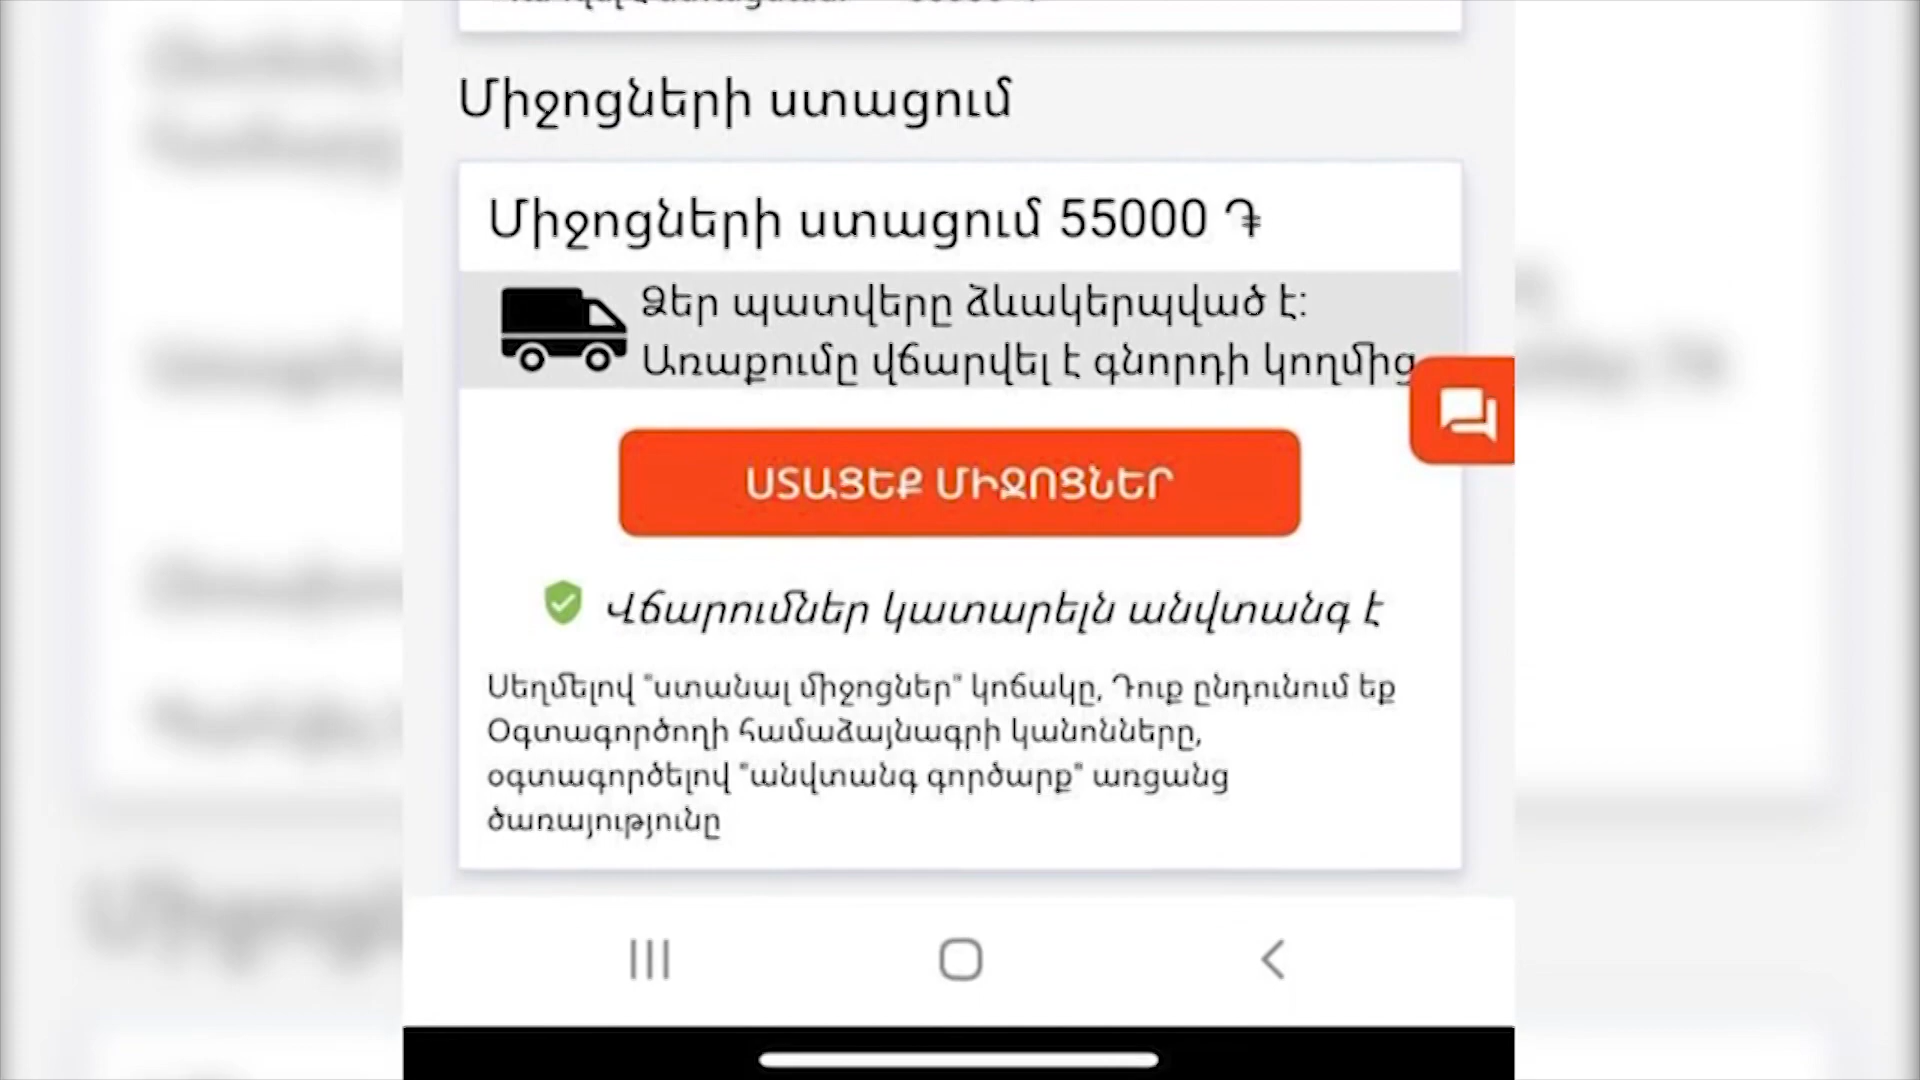 Միջոցների ստացում
Միջոցների ստացում 55000 ֏
Ձեր պատվերը ձևակերպված է:
Առաքումը վճարվել է գնորդի կողմից
ՍՏԱՑԵՔ ՄԻՋՈՑՆԵՐ
Վճարումներ կատարելն անվտանգ է
Սեղմելով "ստանալ միջոցներ" կոճակը, Դուք ընդունում եք
Օգտագործողի համաձայնագրի կանոնները,
օգտագործելով "անվտանգ գործարք" առցանց
ծառայությունը